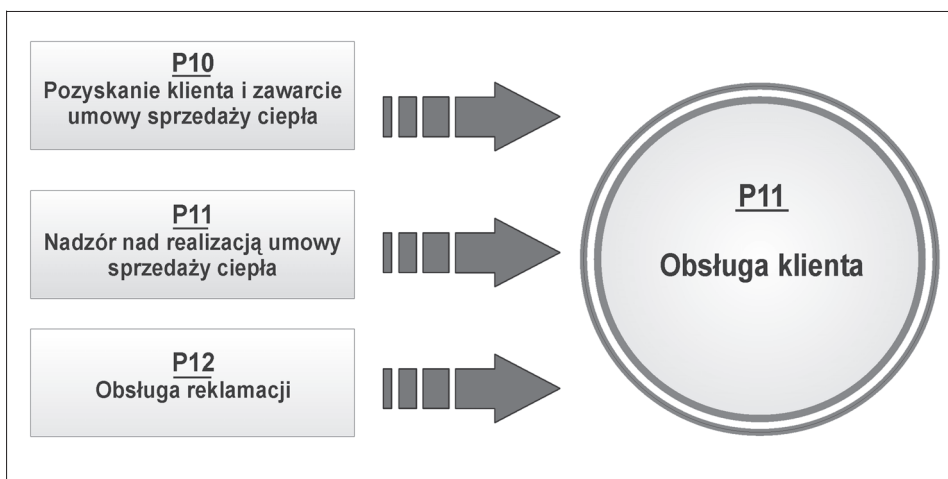 P10
Pozyskanie klienta i zawarcie
umowy sprzedaży ciepła
P11
Nadzór nad realizacją umowy
sprzedaży ciepła
P12
Obsługa reklamacji
P11
Obsługa klienta